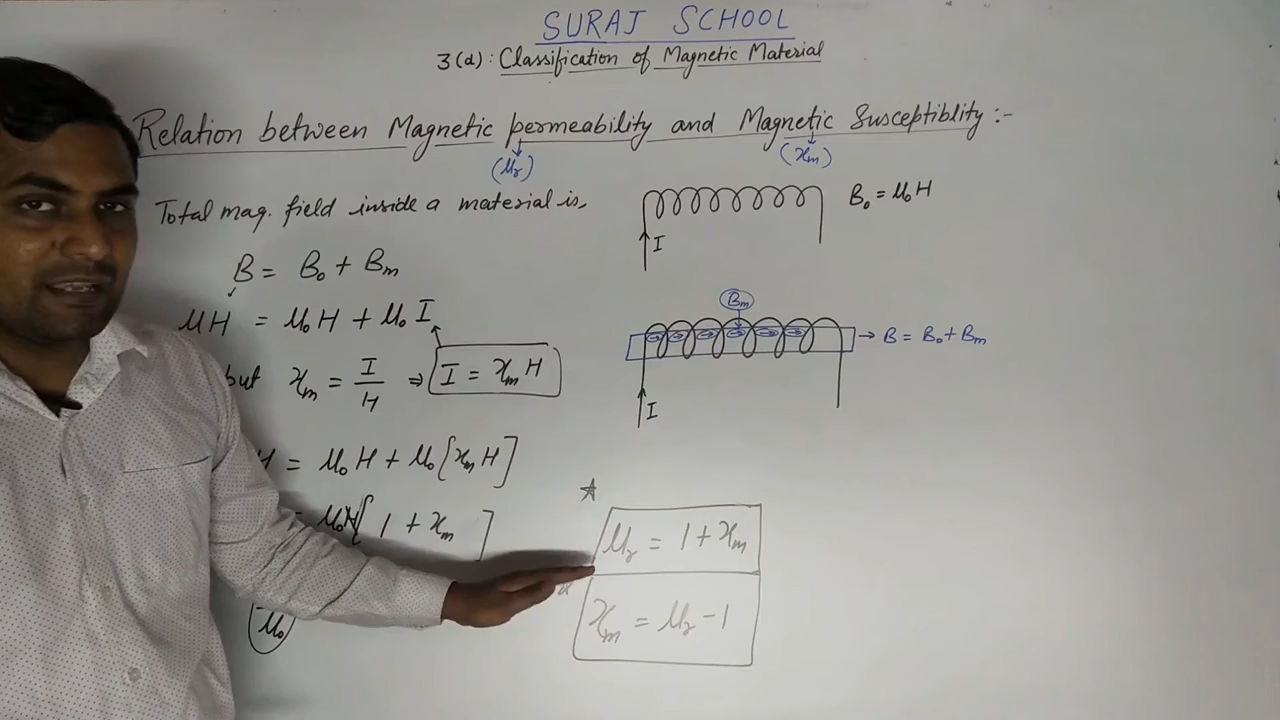 SURAJ SCHOOL
3(d): Classification of Magnetic Material
Relation between Magnetic permeability and Magnetic Susceptiblity :-
(μr)
(χm)
Total mag. field inside a material is,
B = B₀ + Bm
μH = μ₀H + μ₀I
but χm = I/H ⇒ I = χmH
H = μ₀H + μ₀[χmH]
= μ₀H[1 + χm]
μ₀
I
B₀ = μ₀H
Bm
→ B = B₀ + Bm
I
μr = 1 + χm
χm = μr - 1